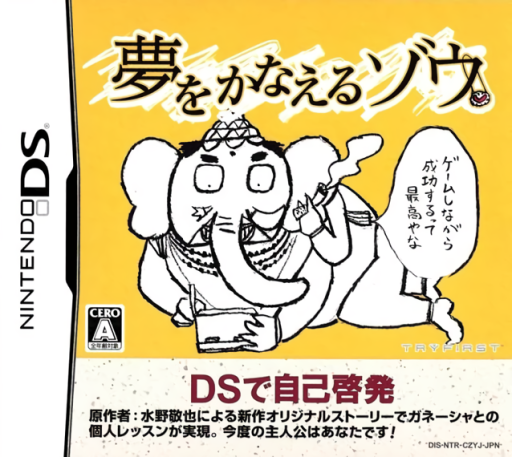 夢をかなえるゾウ
NINTENDO DS
ゲームしながら
成功するって
最高やな
CERO
A
全年齢対象
TRYFIRST
DSで自己啓発
原作者：水野敬也による新作オリジナルストーリーでガネーシャとの
個人レッスンが実現。今度の主人公はあなたです！
DIS-NTR-CZYJ-JPN